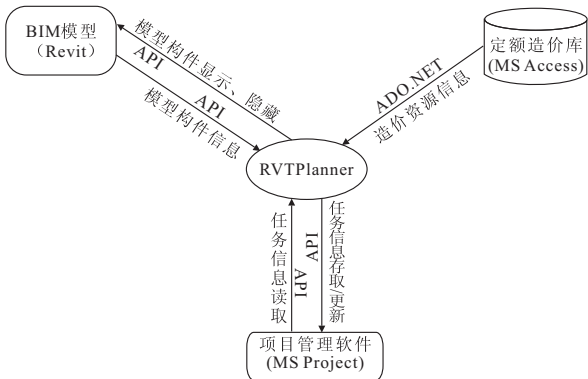 BIM模型
(Revit)
定额造价库
(MS Access)
模型构件显示、隐藏
API
API
模型构件信息
ADO.NET
造价资源信息
RVTPlanner
任务信息读取
API
API
任务信息存取/更新
项目管理软件
(MS Project)